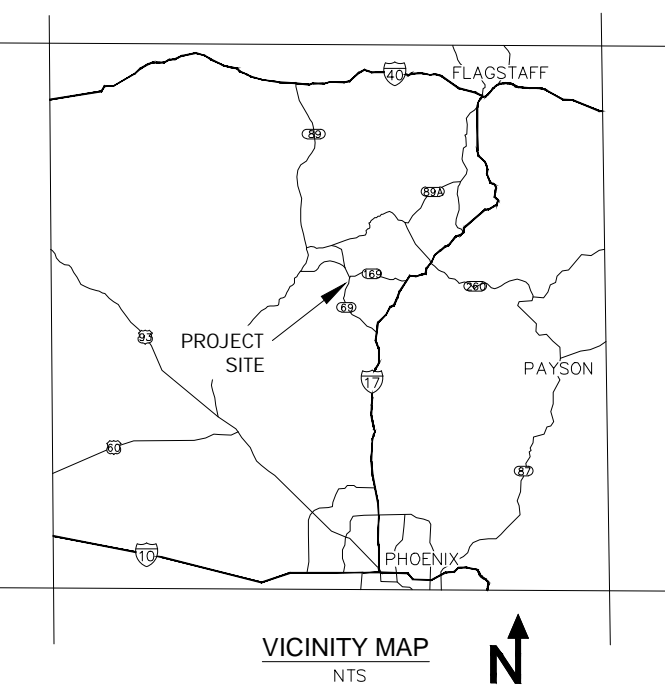 40
FLAGSTAFF
89
89A
169
260
69
93
PROJECT
SITE
PAYSON
17
60
87
10
PHOENIX
VICINITY MAP
NTS
N